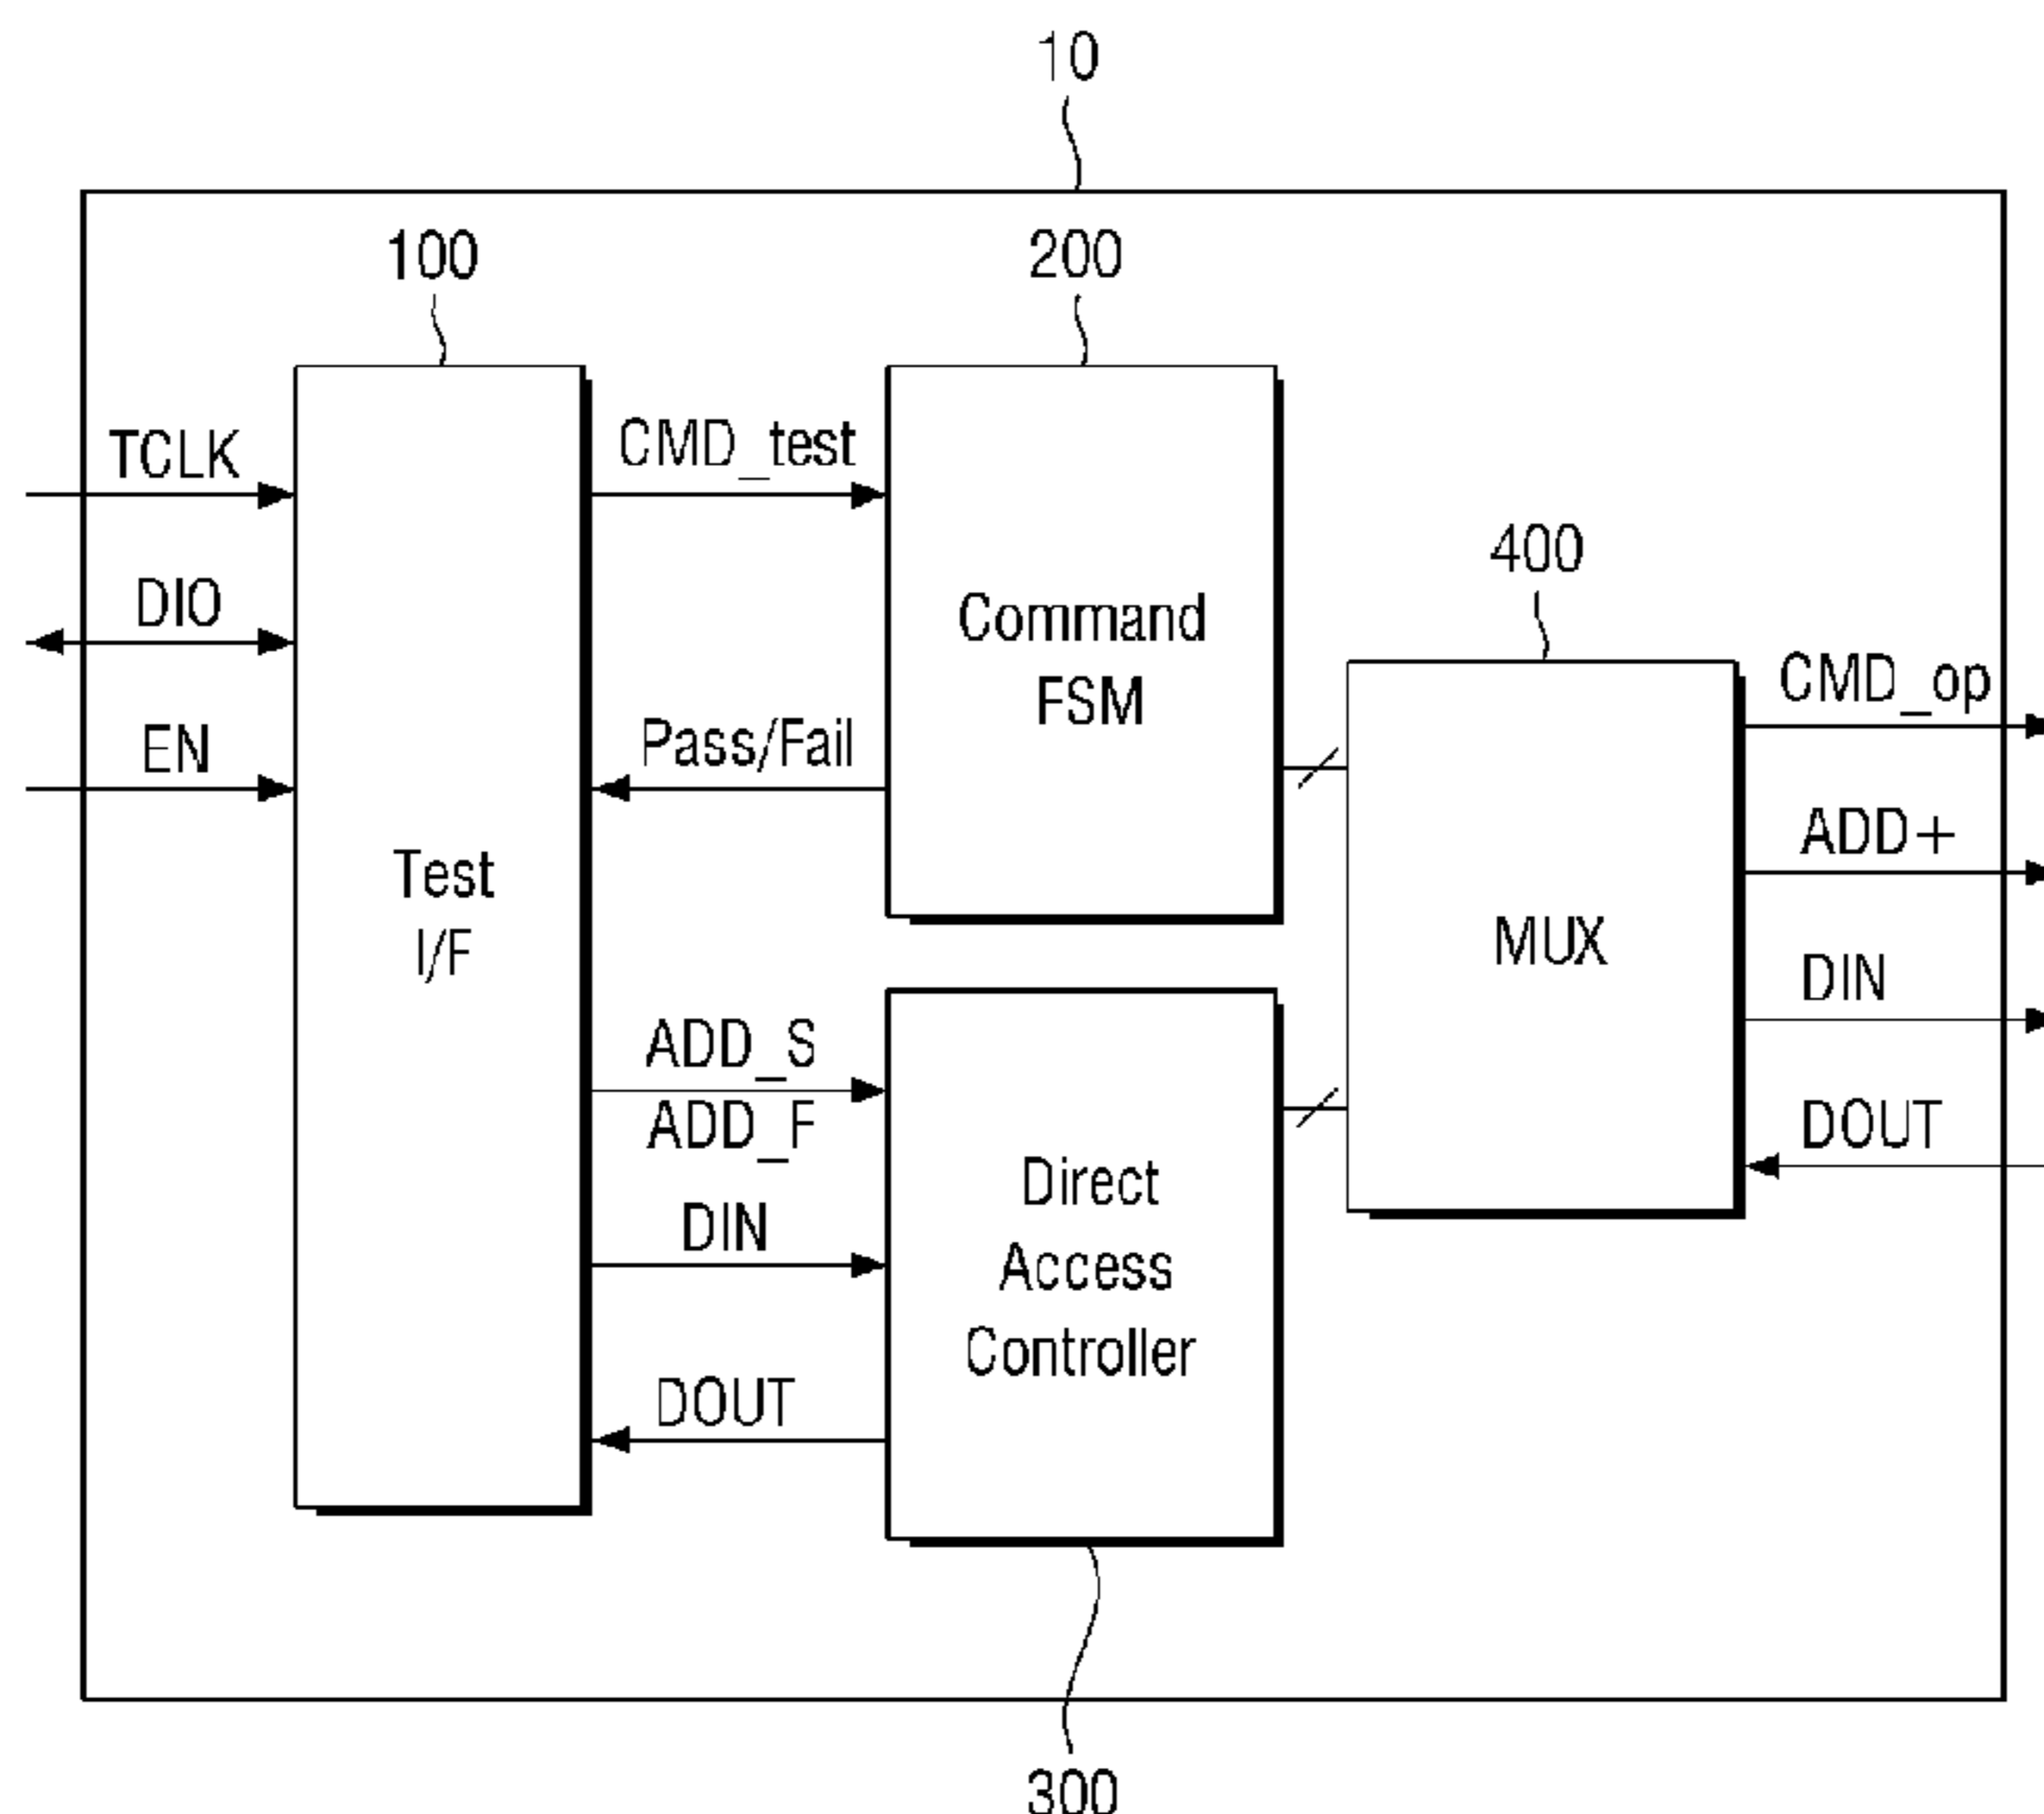 10
100
200
TCLK
CMD_test
400
DIO
Command
FSM
CMD_op
EN
Pass/Fail
ADD+
Test
I/F
MUX
DIN
ADD_S
ADD_F
DOUT
Direct
Access
Controller
DIN
DOUT
300